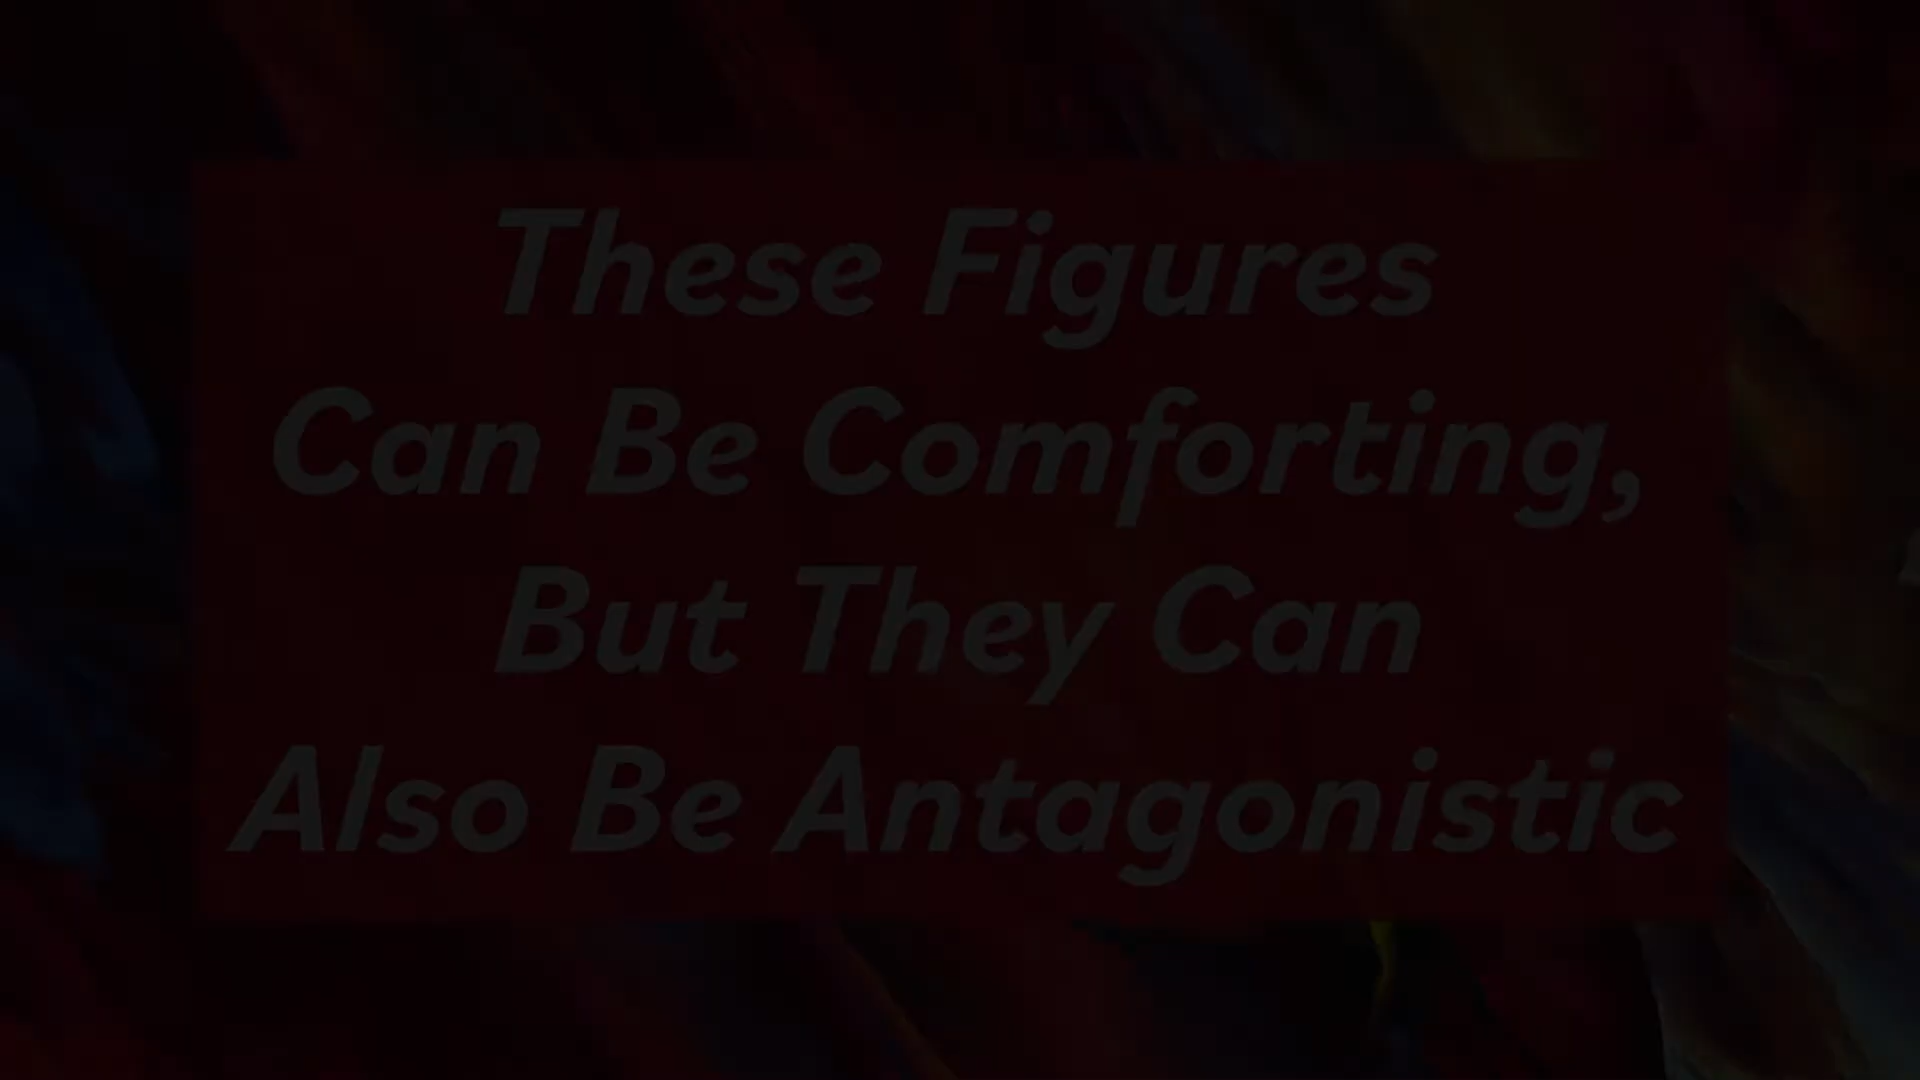 These Figures
Can Be Comforting,
But They Can
Also Be Antagonistic